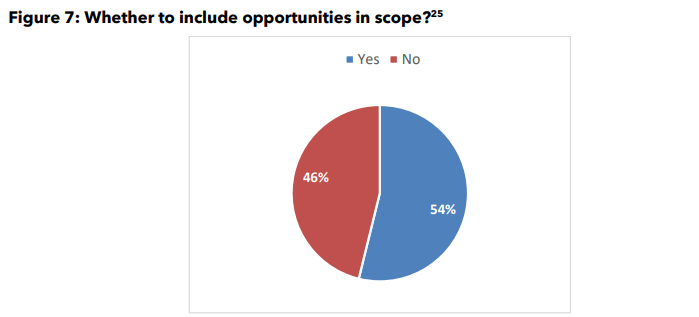 Figure 7: Whether to include opportunities in scope?25
Yes No
46%
54%